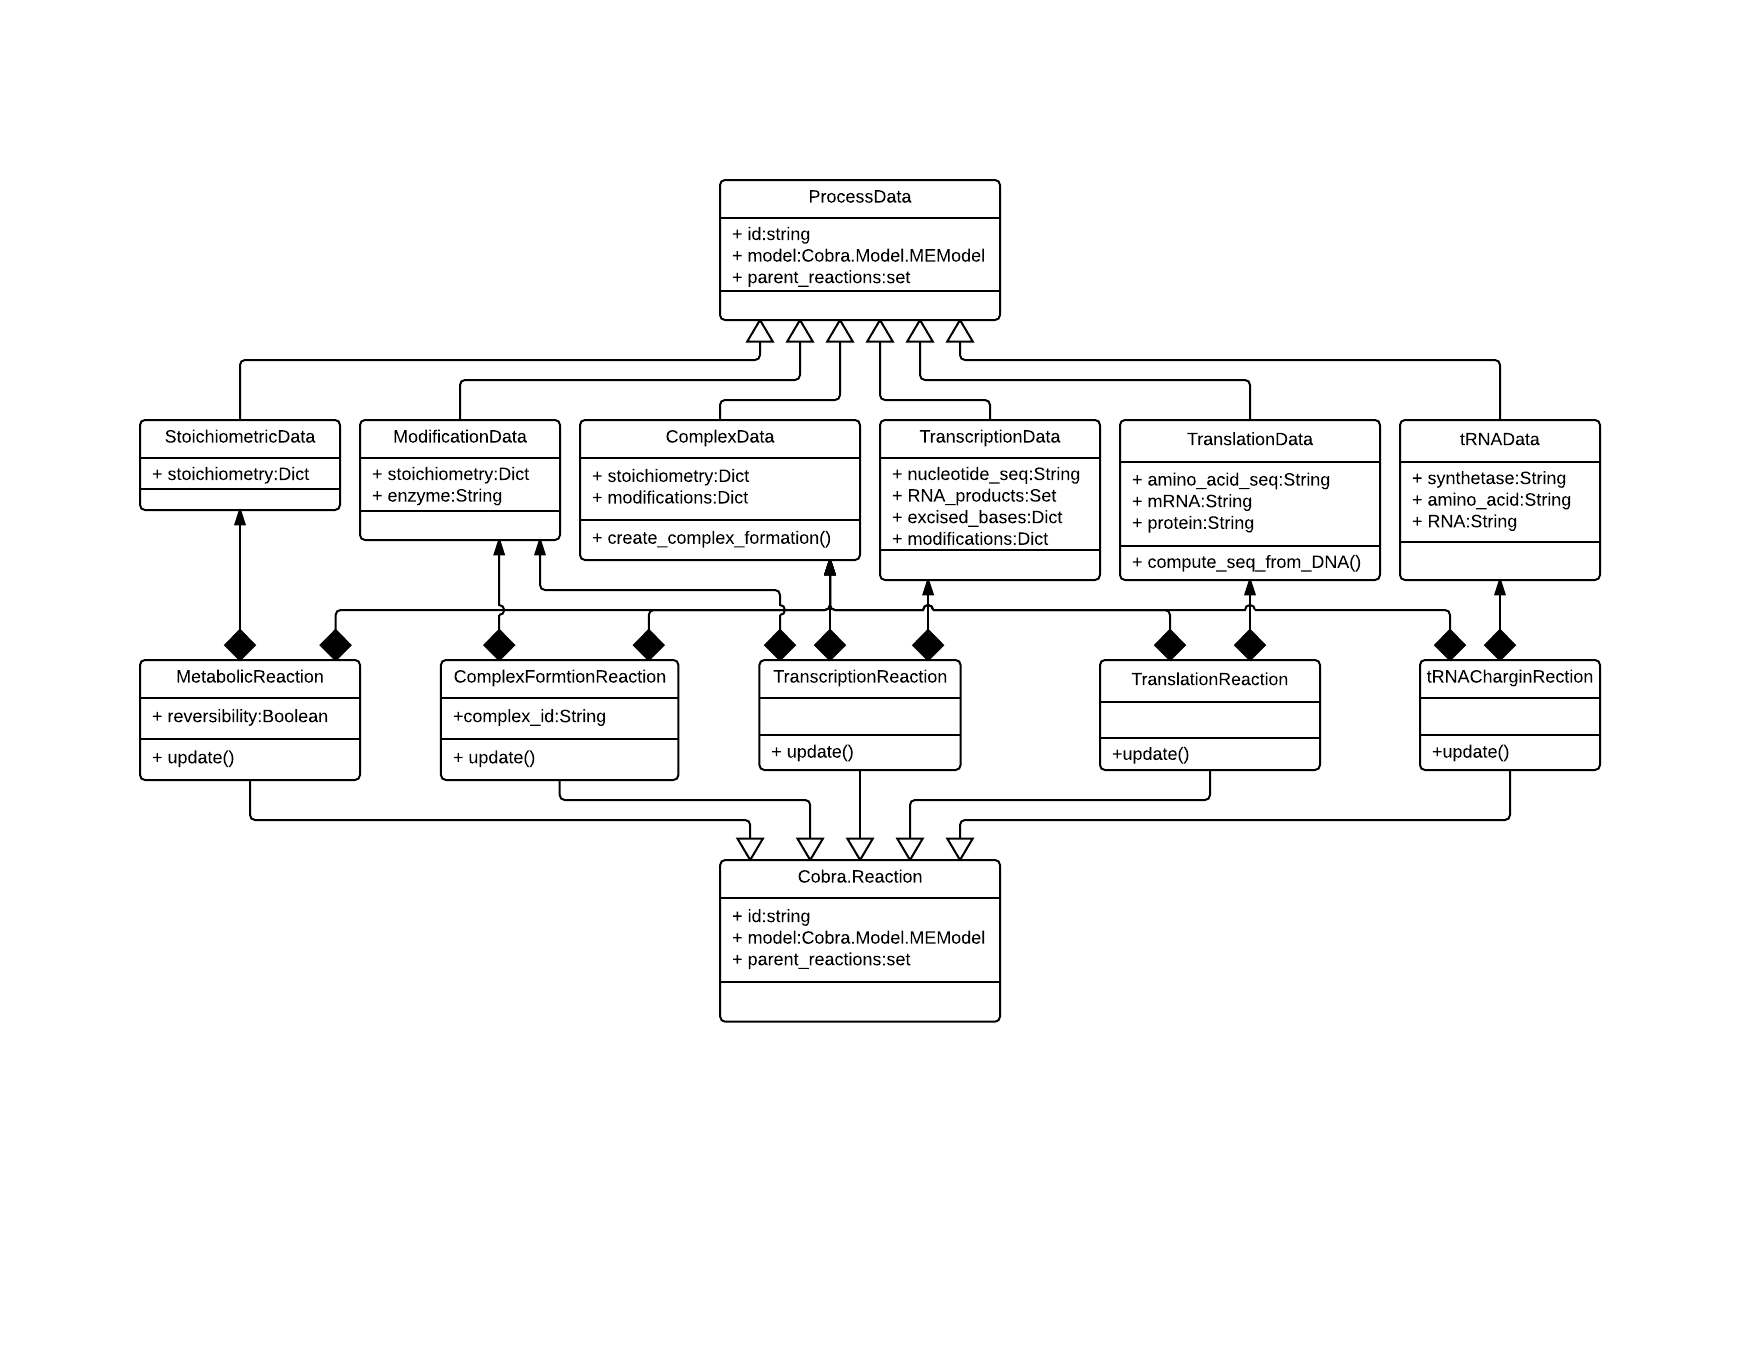 ProcessData
+ id:string
+ model:Cobra.Model.MEModel
+ parent_reactions:set
StoichiometricData
+ stoichiometry:Dict
ModificationData
+ stoichiometry:Dict
+ enzyme:String
ComplexData
+ stoichiometry:Dict
+ modifications:Dict
+ create_complex_formation()
TranscriptionData
+ nucleotide_seq:String
+ RNA_products:Set
+ excised_bases:Dict
+ modifications:Dict
TranslationData
+ amino_acid_seq:String
+ mRNA:String
+ protein:String
+ compute_seq_from_DNA()
tRNAData
+ synthetase:String
+ amino_acid:String
+ RNA:String
MetabolicReaction
+ reversibility:Boolean
+ update()
ComplexFormtionReaction
+complex_id:String
+ update()
TranscriptionReaction
+ update()
TranslationReaction
+update()
tRNACharginRection
+update()
Cobra.Reaction
+ id:string
+ model:Cobra.Model.MEModel
+ parent_reactions:set